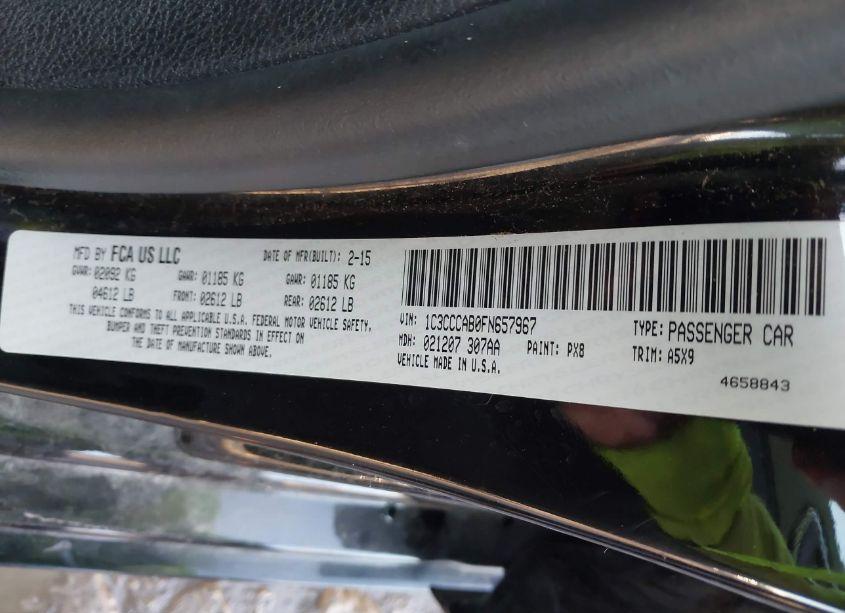 MFD BY FCA US LLC DATE OF MFR(BUILT): 2-15
GVWR: 02092 KG GAWR: 01185 KG GAWR: 01185 KG
04612 LB FRONT: 02612 LB REAR: 02612 LB
THIS VEHICLE CONFORMS TO ALL APPLICABLE U.S.A. FEDERAL MOTOR VEHICLE SAFETY,
BUMPER AND THEFT PREVENTION STANDARDS IN EFFECT ON
THE DATE OF MANUFACTURE SHOWN ABOVE.
VIN: 1C3CCCAB0FN657967 TYPE: PASSENGER CAR
MDH: 021207 307AA PAINT: PX8 TRIM: A5X9
VEHICLE MADE IN U.S.A.
4658843